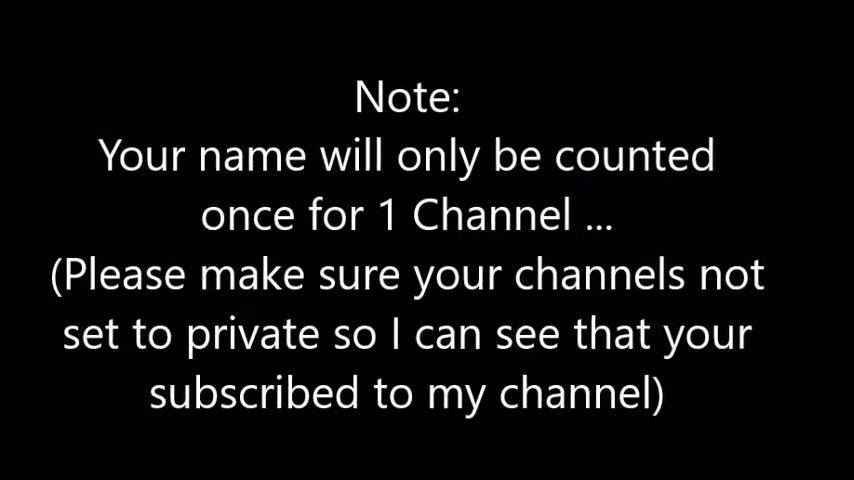 Note:
Your name will only be counted
once for 1 Channel ...
(Please make sure your channels not
set to private so I can see that your
subscribed to my channel)